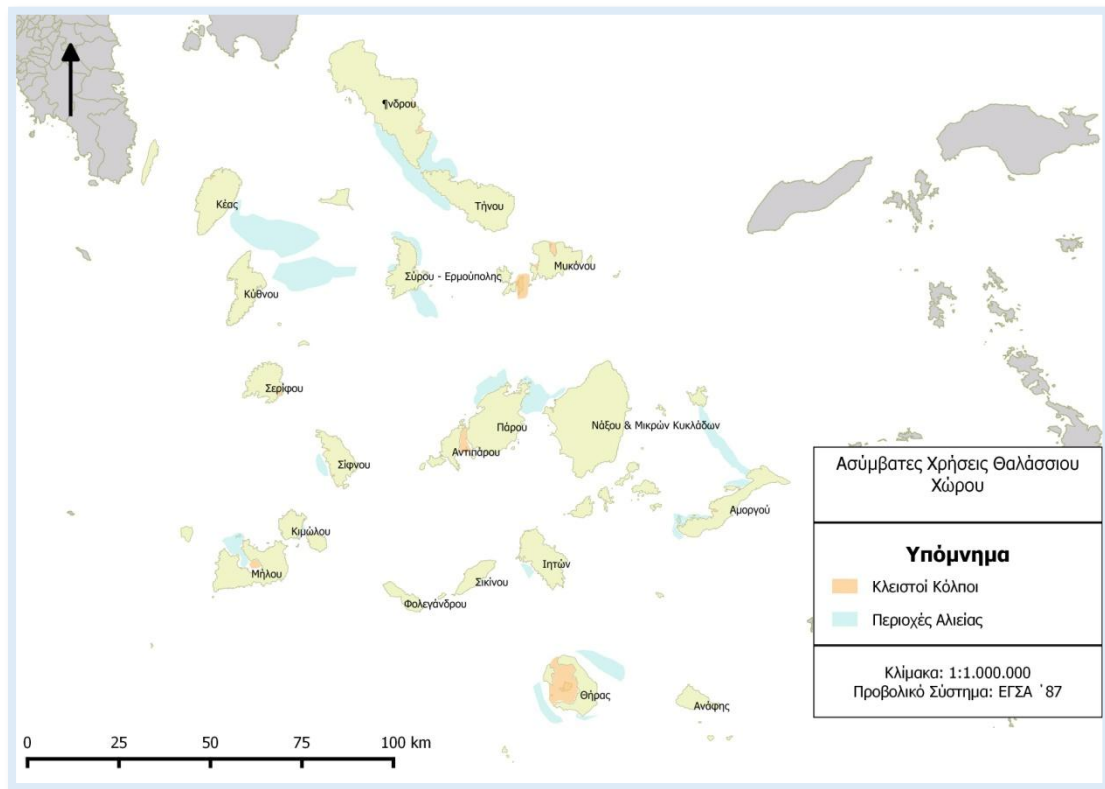 ¶νδρου
Τήνου
Κέας
Σύρου - Ερμούπολης
Μυκόνου
Κύθνου
Σερίφου
Πάρου
Νάξου & Μικρών Κυκλάδων
Αντιπάρου
Σίφνου
Αμοργού
Κιμώλου
Μήλου
Ιητών
Σικίνου
Φολεγάνδρου
Θήρας
Ανάφης
Ασύμβατες Χρήσεις Θαλάσσιου
Χώρου
Υπόμνημα
Κλειστοί Κόλποι
Περιοχές Αλιείας
Κλίμακα: 1:1.000.000
Προβολικό Σύστημα: ΕΓΣΑ ΄87
0 25 50 75 100 km